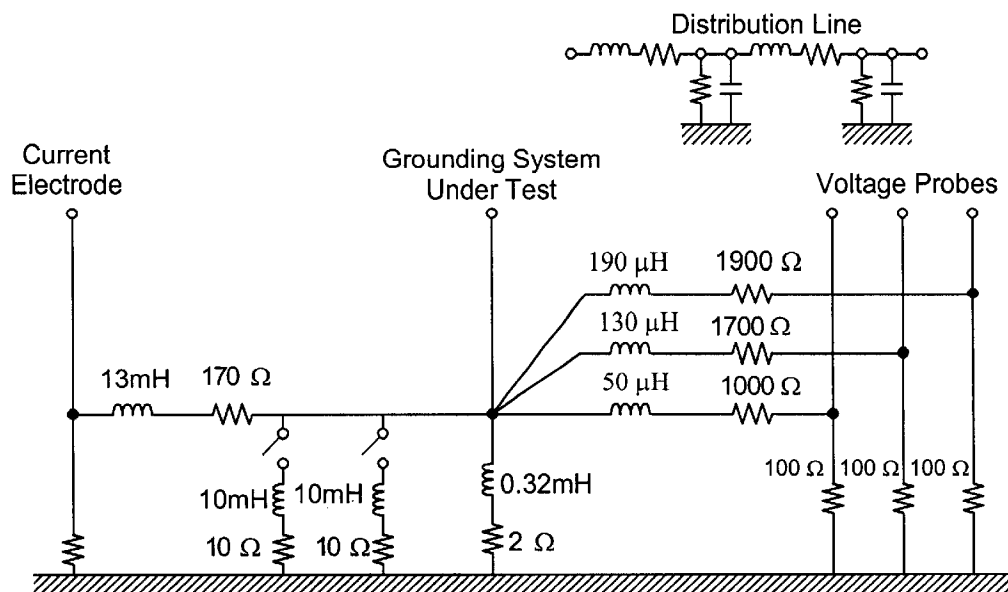 Distribution Line
Current
Electrode
Grounding System
Under Test
Voltage Probes
190 μH
1900 Ω
130 μH
1700 Ω
13mH
170 Ω
50 μH
1000 Ω
10mH
10mH
0.32mH
100 Ω
100 Ω
100 Ω
10 Ω
10 Ω
2 Ω